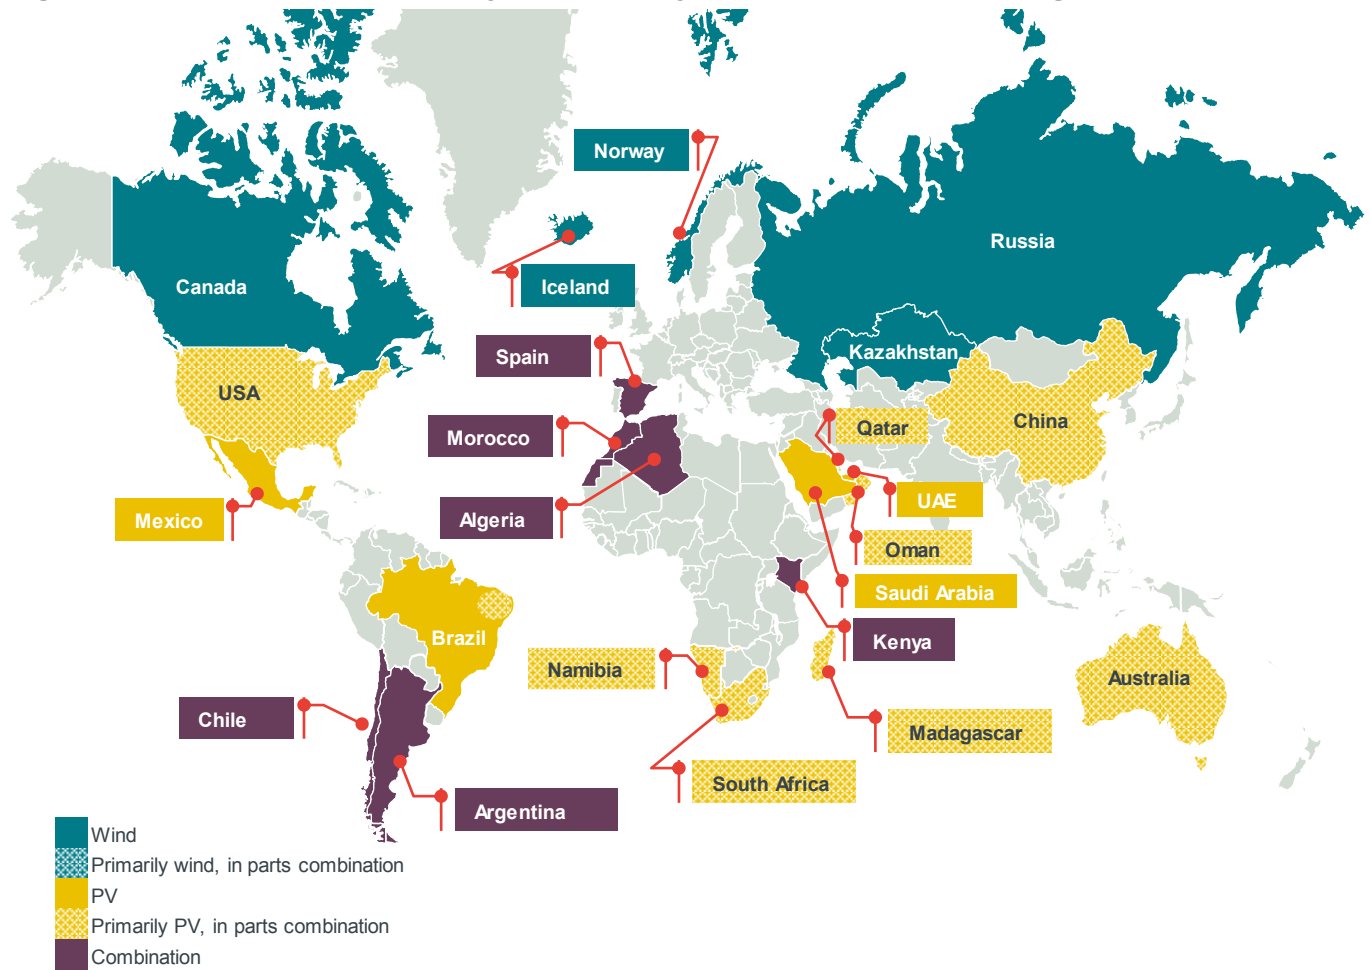 Norway
Russia
Canada
Iceland
Spain
Kazakhstan
USA
China
Qatar
Morocco
UAE
Mexico
Algeria
Oman
Saudi Arabia
Brazil
Kenya
Namibia
Australia
Chile
Madagascar
South Africa
Argentina
Wind
Primarily wind, in parts combination
PV
Primarily PV, in parts combination
Combination